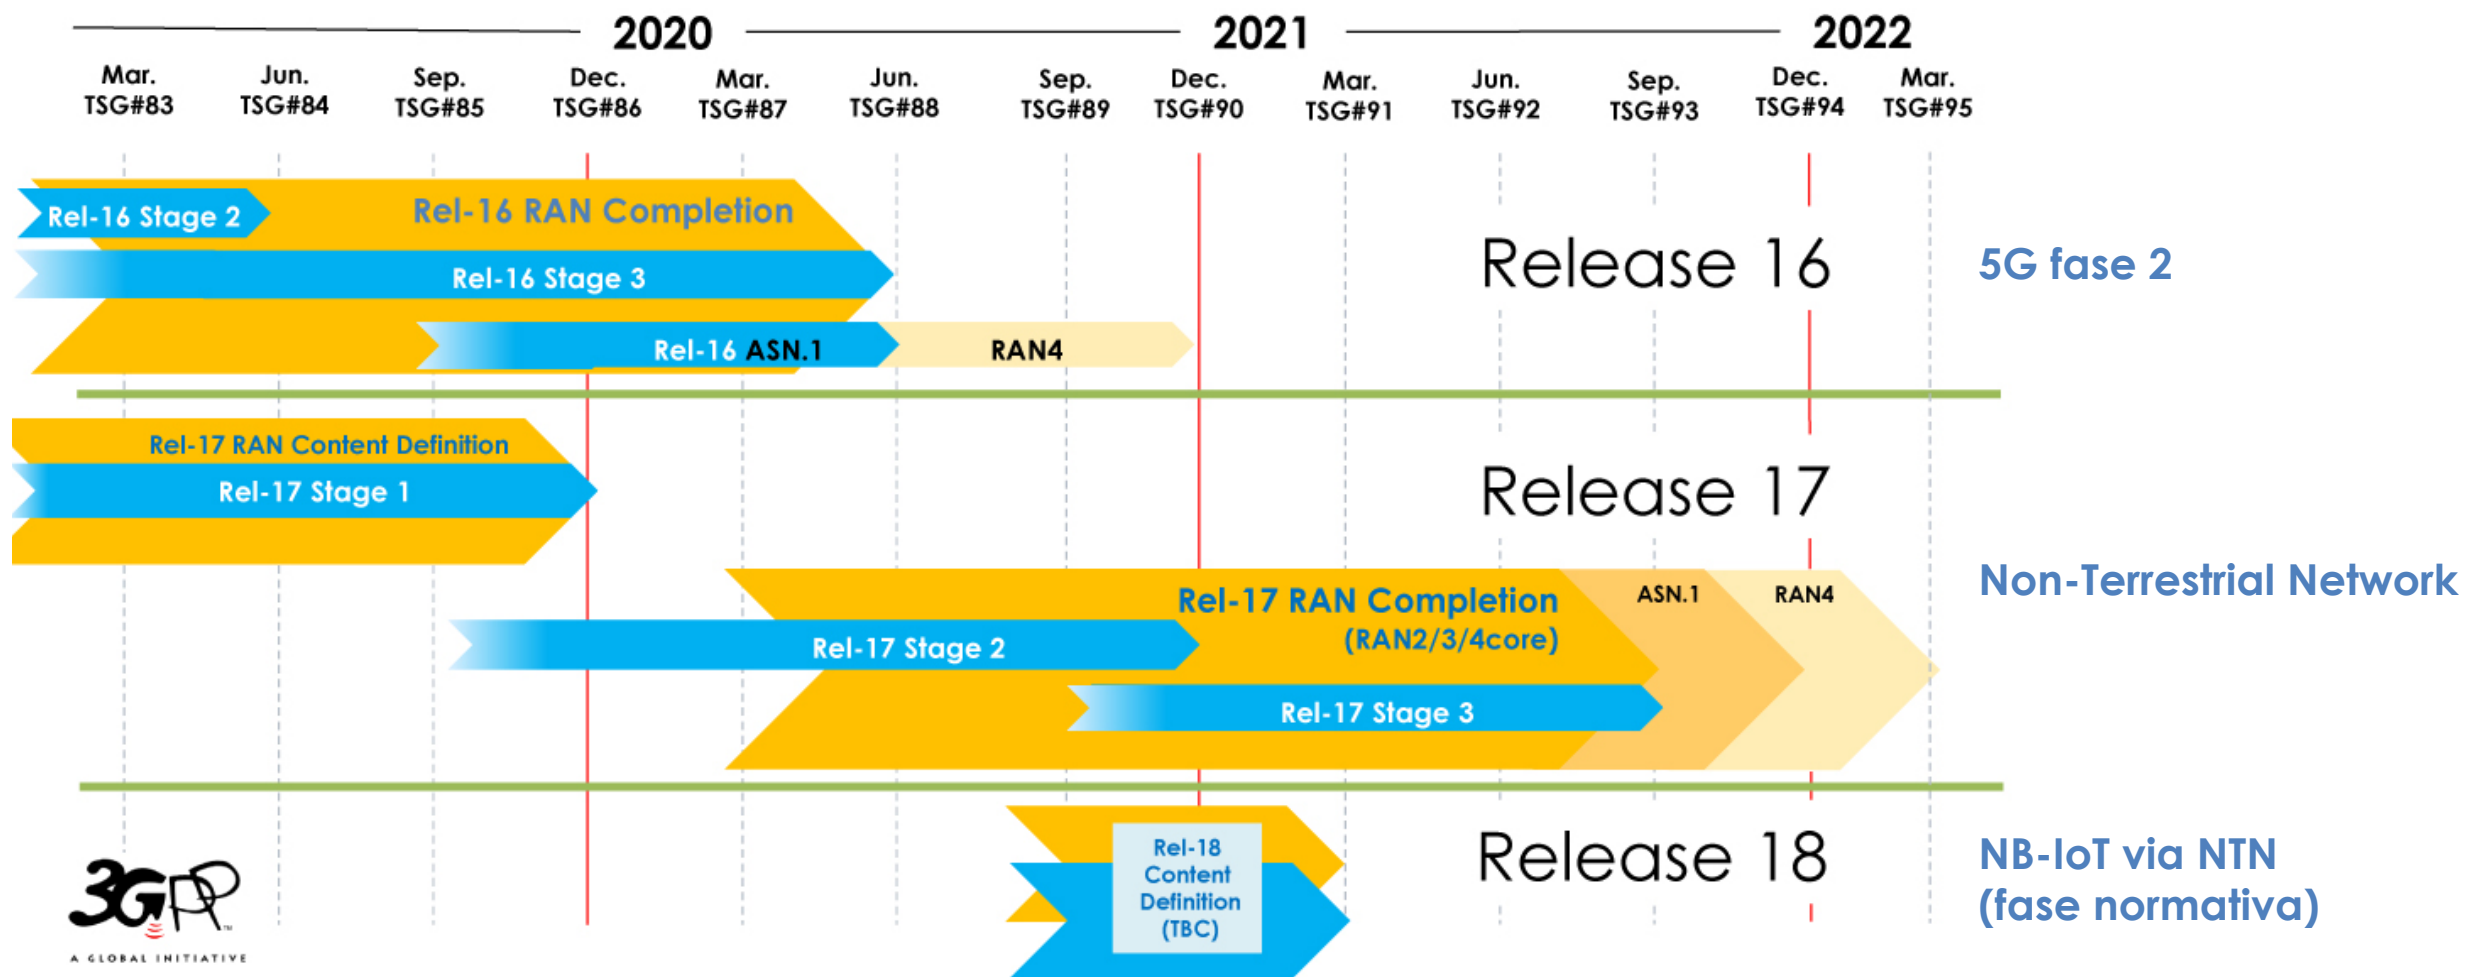 2020 2021 2022
Mar. Jun. Sep. Dec. Mar. Jun. Sep. Dec. Mar. Jun. Sep. Dec. Mar.
TSG#83 TSG#84 TSG#85 TSG#86 TSG#87 TSG#88 TSG#89 TSG#90 TSG#91 TSG#92 TSG#93 TSG#94 TSG#95
Rel-16 Stage 2
Rel-16 RAN Completion
Rel-16 Stage 3
Rel-16 ASN.1
RAN4
Release 16
5G fase 2
Rel-17 RAN Content Definition
Rel-17 Stage 1
Release 17
Rel-17 RAN Completion
(RAN2/3/4core)
ASN.1
RAN4
Rel-17 Stage 2
Rel-17 Stage 3
Non-Terrestrial Network
Rel-18
Content
Definition
(TBC)
Release 18
NB-IoT via NTN
(fase normativa)
3GPP
TM
A GLOBAL INITIATIVE